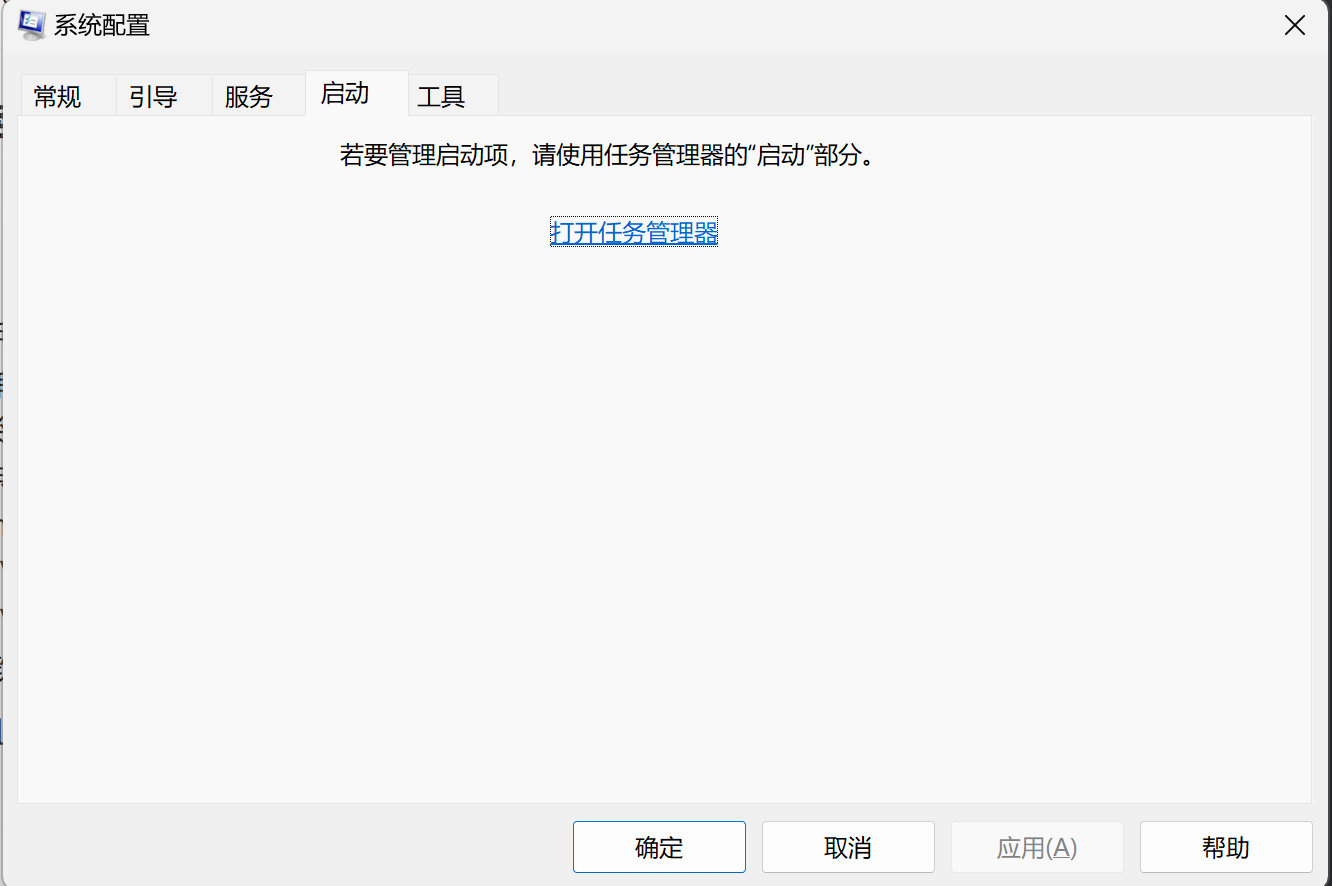 系统配置
常规 引导 服务 启动 工具
若要管理启动项，请使用任务管理器的“启动”部分。
打开任务管理器
确定 取消 应用(A) 帮助